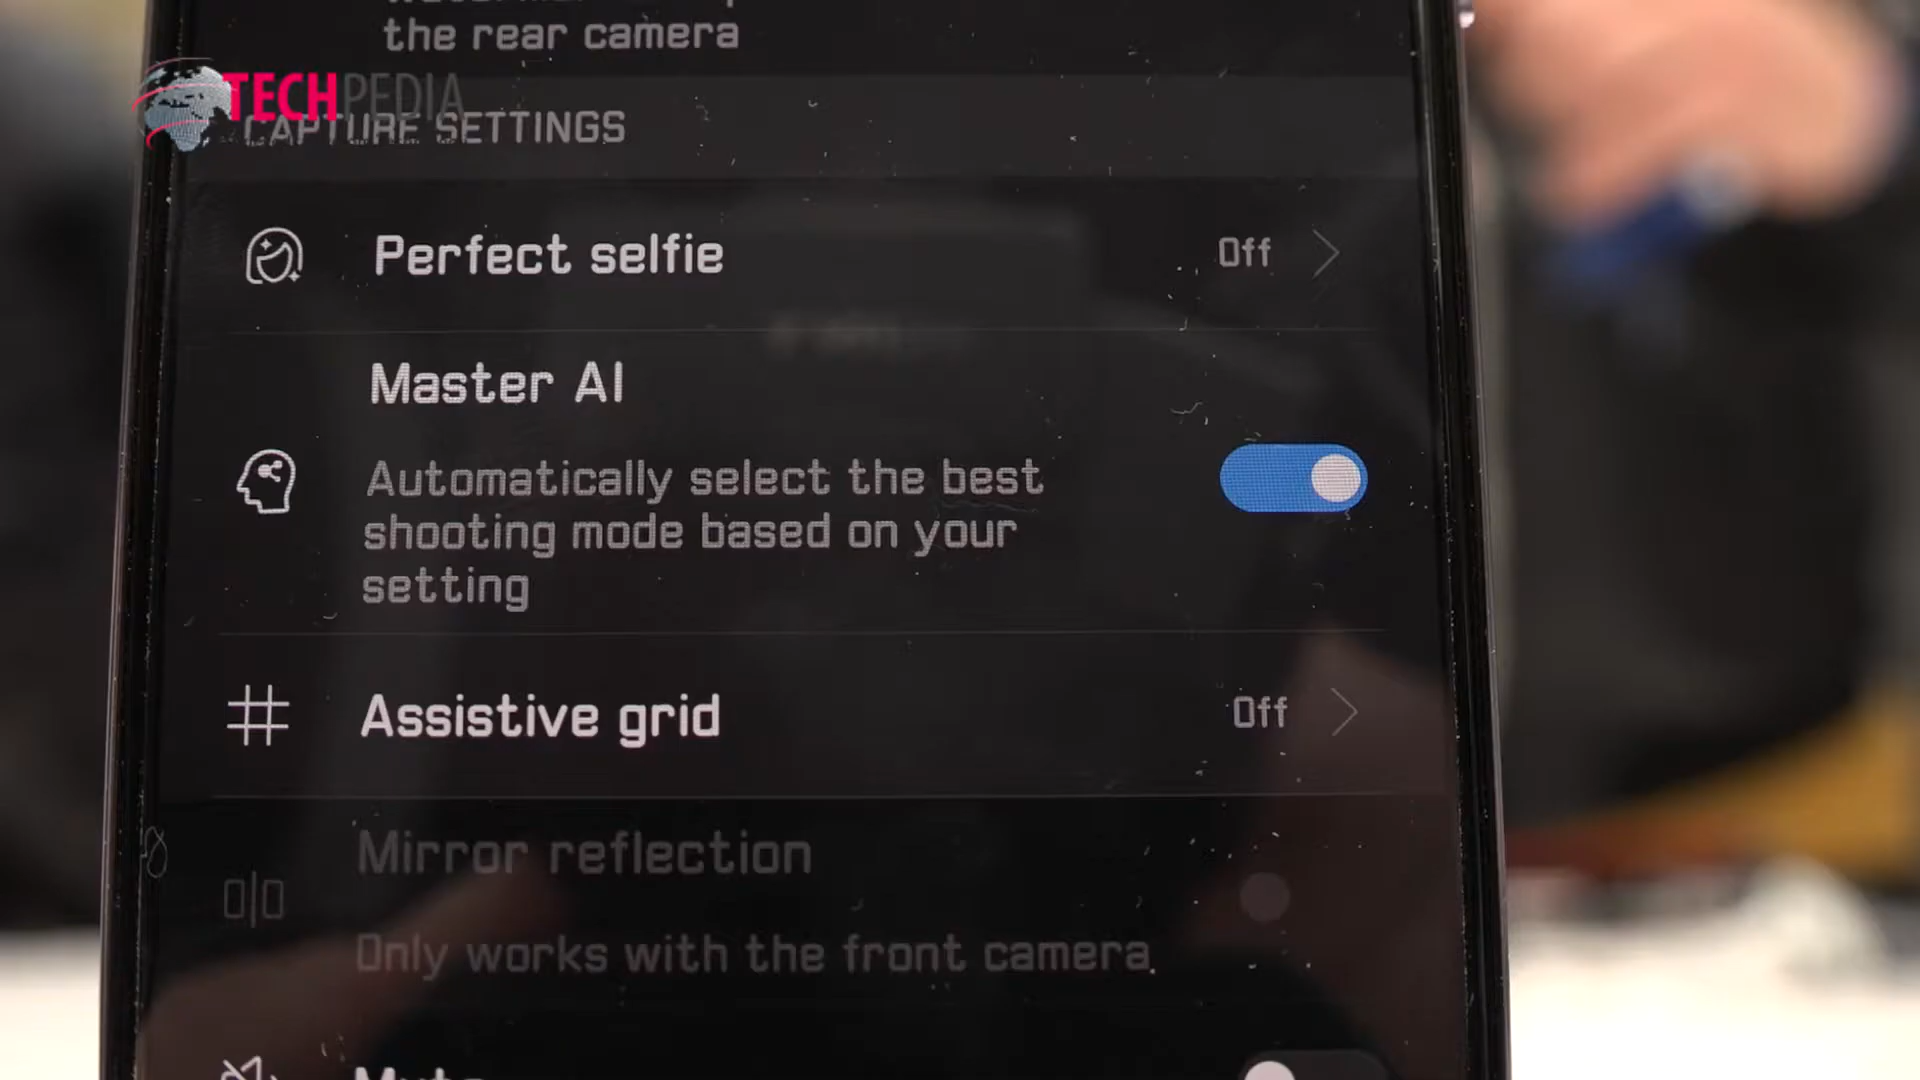 the rear camera
TECHPEDIA
CAPTURE SETTINGS
Perfect selfie
Off
Master AI
Automatically select the best
shooting mode based on your
setting
Assistive grid
Off
Mirror reflection
Only works with the front camera
Mute